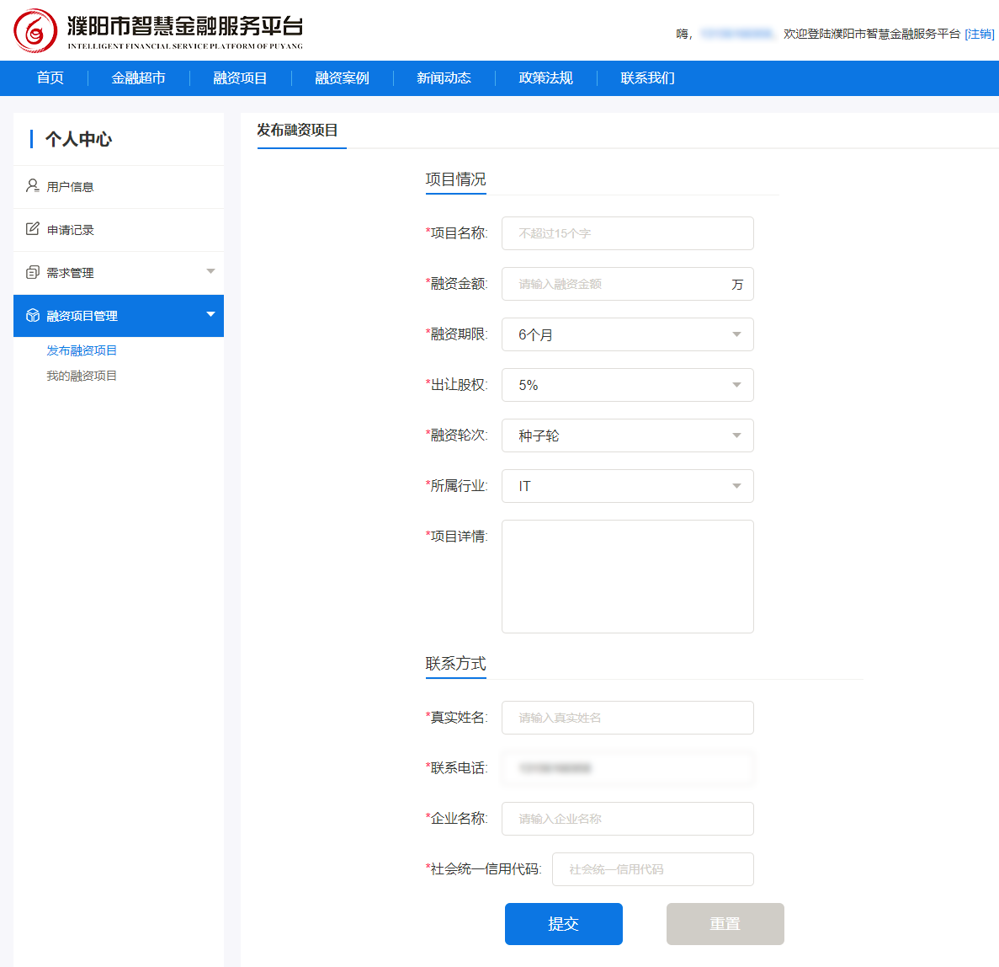 濮阳市智慧金融服务平台
INTELLIGENT FINANCIAL SERVICE PLATFORM OF PUYANG
嗨， 欢迎登陆濮阳市智慧金融服务平台 [注销]
首页 金融超市 融资项目 融资案例 新闻动态 政策法规 联系我们
个人中心
用户信息
申请记录
需求管理
融资项目管理
发布融资项目
我的融资项目
发布融资项目
项目情况
*项目名称: 不超过15个字
*融资金额: 请输入融资金额 万
*融资期限: 6个月
*出让股权: 5%
*融资轮次: 种子轮
*所属行业: IT
*项目详情:
联系方式
*真实姓名: 请输入真实姓名
*联系电话:
*企业名称: 请输入企业名称
*社会统一信用代码: 社会统一信用代码
提交 重置